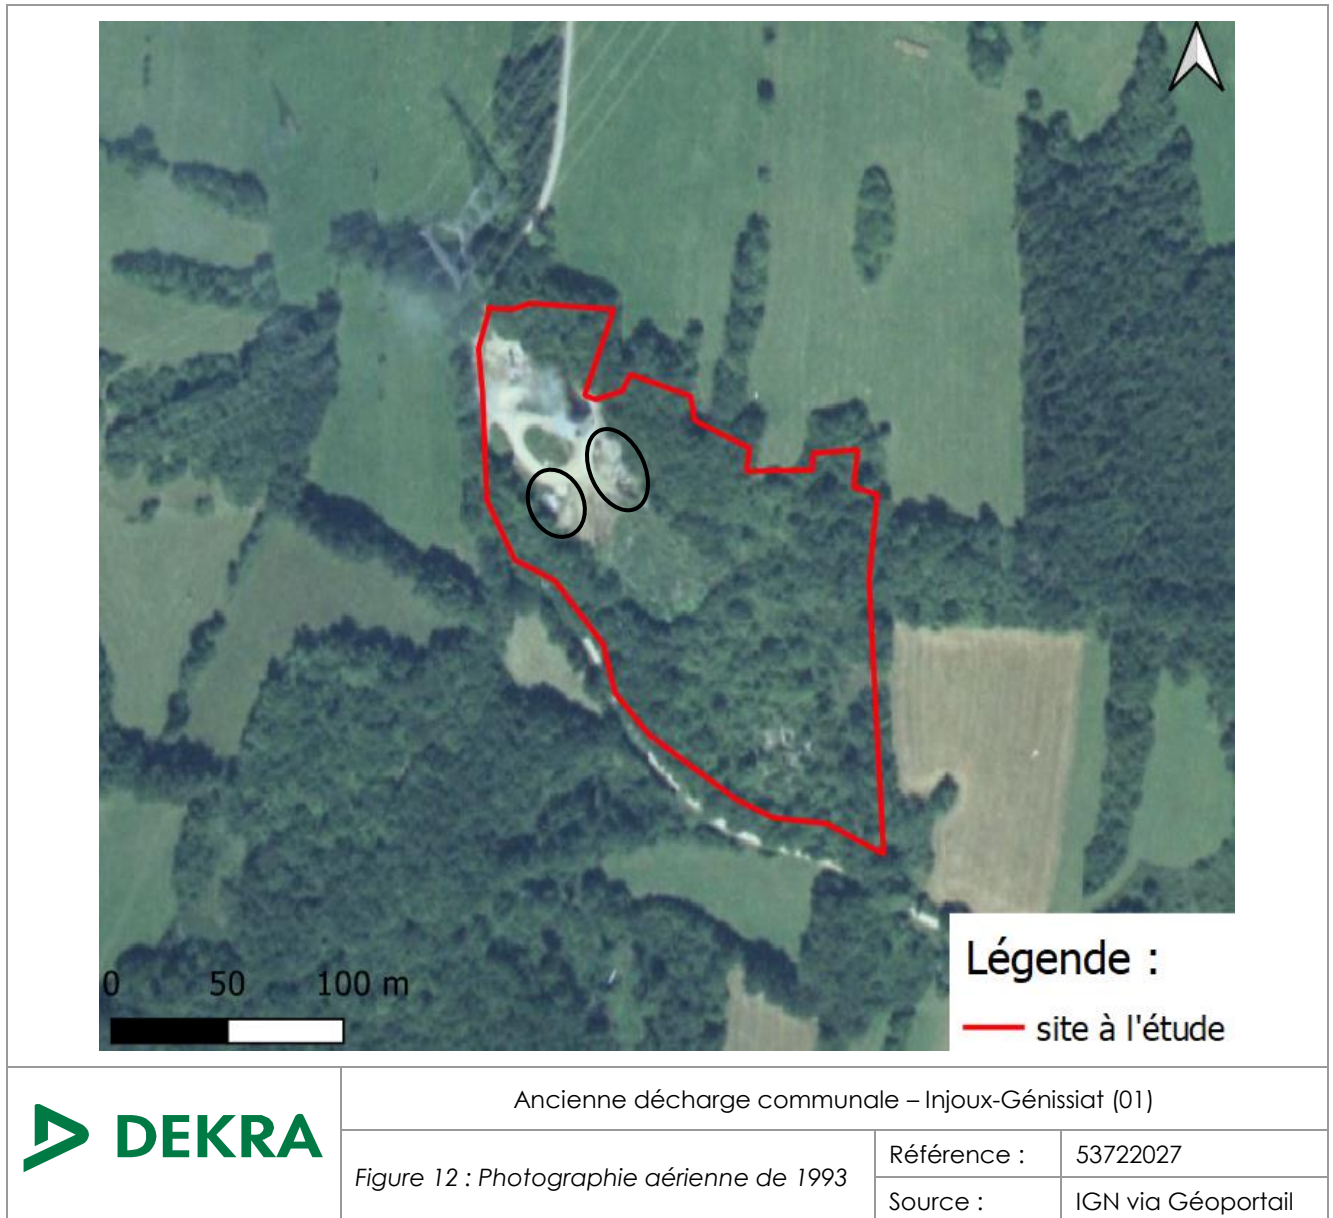 0 50 100 m
Légende :
site à l'étude
DEKRA
Ancienne décharge communale – Injoux-Génissiat (01)
Figure 12 : Photographie aérienne de 1993
Référence : 53722027
Source : IGN via Géoportail